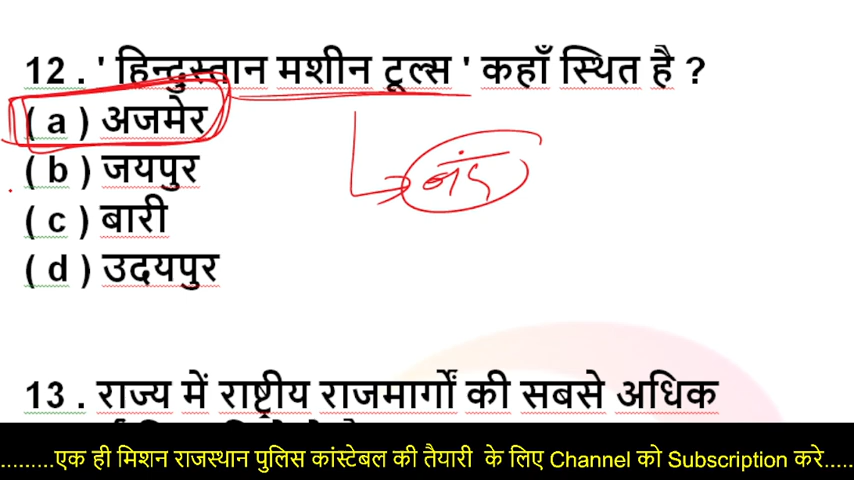 12 . ' हिन्दुस्तान मशीन टूल्स ' कहाँ स्थित है ?
( a ) अजमेर
( b ) जयपुर
बंद
( c ) बारी
( d ) उदयपुर
13 . राज्य में राष्ट्रीय राजमार्गों की सबसे अधिक
.........एक ही मिशन राजस्थान पुलिस कांस्टेबल की तैयारी के लिए Channel को Subscription करे.....